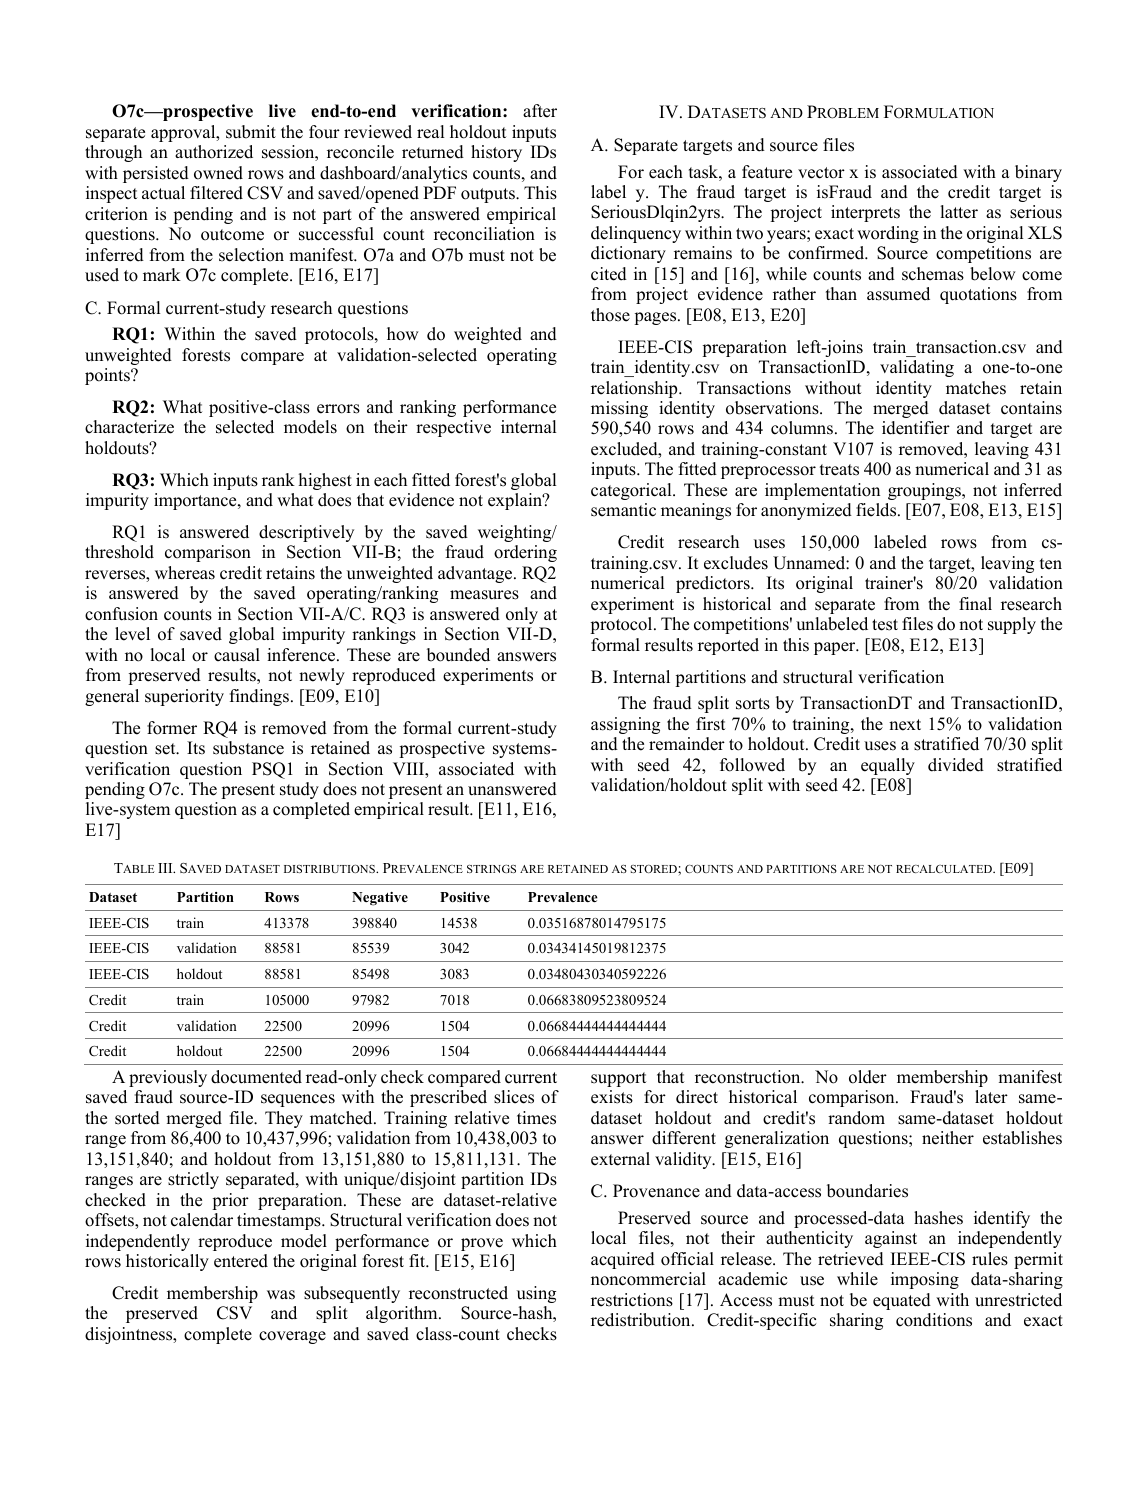 O7c—prospective live end-to-end verification: after
separate approval, submit the four reviewed real holdout inputs
through an authorized session, reconcile returned history IDs
with persisted owned rows and dashboard/analytics counts, and
inspect actual filtered CSV and saved/opened PDF outputs. This
criterion is pending and is not part of the answered empirical
questions. No outcome or successful count reconciliation is
inferred from the selection manifest. O7a and O7b must not be
used to mark O7c complete. [E16, E17]
C. Formal current-study research questions
RQ1: Within the saved protocols, how do weighted and
unweighted forests compare at validation-selected operating
points?
RQ2: What positive-class errors and ranking performance
characterize the selected models on their respective internal
holdouts?
RQ3: Which inputs rank highest in each fitted forest's global
impurity importance, and what does that evidence not explain?
RQ1 is answered descriptively by the saved weighting/
threshold comparison in Section VII-B; the fraud ordering
reverses, whereas credit retains the unweighted advantage. RQ2
is answered by the saved operating/ranking measures and
confusion counts in Section VII-A/C. RQ3 is answered only at
the level of saved global impurity rankings in Section VII-D,
with no local or causal inference. These are bounded answers
from preserved results, not newly reproduced experiments or
general superiority findings. [E09, E10]
The former RQ4 is removed from the formal current-study
question set. Its substance is retained as prospective systems-
verification question PSQ1 in Section VIII, associated with
pending O7c. The present study does not present an unanswered
live-system question as a completed empirical result. [E11, E16,
E17]
IV. DATASETS AND PROBLEM FORMULATION
A. Separate targets and source files
For each task, a feature vector x is associated with a binary
label y. The fraud target is isFraud and the credit target is
SeriousDlqin2yrs. The project interprets the latter as serious
delinquency within two years; exact wording in the original XLS
dictionary remains to be confirmed. Source competitions are
cited in [15] and [16], while counts and schemas below come
from project evidence rather than assumed quotations from
those pages. [E08, E13, E20]
IEEE-CIS preparation left-joins train_transaction.csv and
train_identity.csv on TransactionID, validating a one-to-one
relationship. Transactions without identity matches retain
missing identity observations. The merged dataset contains
590,540 rows and 434 columns. The identifier and target are
excluded, and training-constant V107 is removed, leaving 431
inputs. The fitted preprocessor treats 400 as numerical and 31 as
categorical. These are implementation groupings, not inferred
semantic meanings for anonymized fields. [E07, E08, E13, E15]
Credit research uses 150,000 labeled rows from cs-
training.csv. It excludes Unnamed: 0 and the target, leaving ten
numerical predictors. Its original trainer's 80/20 validation
experiment is historical and separate from the final research
protocol. The competitions' unlabeled test files do not supply the
formal results reported in this paper. [E08, E12, E13]
B. Internal partitions and structural verification
The fraud split sorts by TransactionDT and TransactionID,
assigning the first 70% to training, the next 15% to validation
and the remainder to holdout. Credit uses a stratified 70/30 split
with seed 42, followed by an equally divided stratified
validation/holdout split with seed 42. [E08]
TABLE III. SAVED DATASET DISTRIBUTIONS. PREVALENCE STRINGS ARE RETAINED AS STORED; COUNTS AND PARTITIONS ARE NOT RECALCULATED. [E09]
Dataset Partition Rows Negative Positive Prevalence
IEEE-CIS train 413378 398840 14538 0.03516878014795175
IEEE-CIS validation 88581 85539 3042 0.03434145019812375
IEEE-CIS holdout 88581 85498 3083 0.03480430340592226
Credit train 105000 97982 7018 0.06683809523809524
Credit validation 22500 20996 1504 0.06684444444444444
Credit holdout 22500 20996 1504 0.06684444444444444
A previously documented read-only check compared current
saved fraud source-ID sequences with the prescribed slices of
the sorted merged file. They matched. Training relative times
range from 86,400 to 10,437,996; validation from 10,438,003 to
13,151,840; and holdout from 13,151,880 to 15,811,131. The
ranges are strictly separated, with unique/disjoint partition IDs
checked in the prior preparation. These are dataset-relative
offsets, not calendar timestamps. Structural verification does not
independently reproduce model performance or prove which
rows historically entered the original forest fit. [E15, E16]
Credit membership was subsequently reconstructed using
the preserved CSV and split algorithm. Source-hash,
disjointness, complete coverage and saved class-count checks
support that reconstruction. No older membership manifest
exists for direct historical comparison. Fraud's later same-
dataset holdout and credit's random same-dataset holdout
answer different generalization questions; neither establishes
external validity. [E15, E16]
C. Provenance and data-access boundaries
Preserved source and processed-data hashes identify the
local files, not their authenticity against an independently
acquired official release. The retrieved IEEE-CIS rules permit
noncommercial academic use while imposing data-sharing
restrictions [17]. Access must not be equated with unrestricted
redistribution. Credit-specific sharing conditions and exact